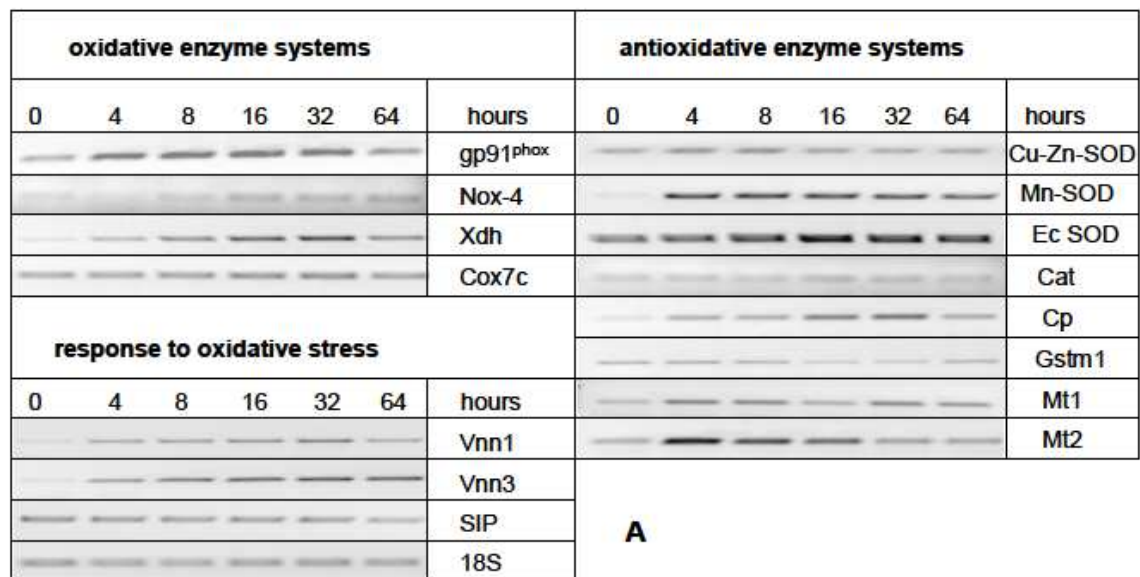 oxidative enzyme systems
0 4 8 16 32 64 hours
gp91phox
Nox-4
Xdh
Cox7c
response to oxidative stress
0 4 8 16 32 64 hours
Vnn1
Vnn3
SIP
18S
antioxidative enzyme systems
0 4 8 16 32 64 hours
Cu-Zn-SOD
Mn-SOD
Ec SOD
Cat
Cp
Gstm1
Mt1
Mt2
A